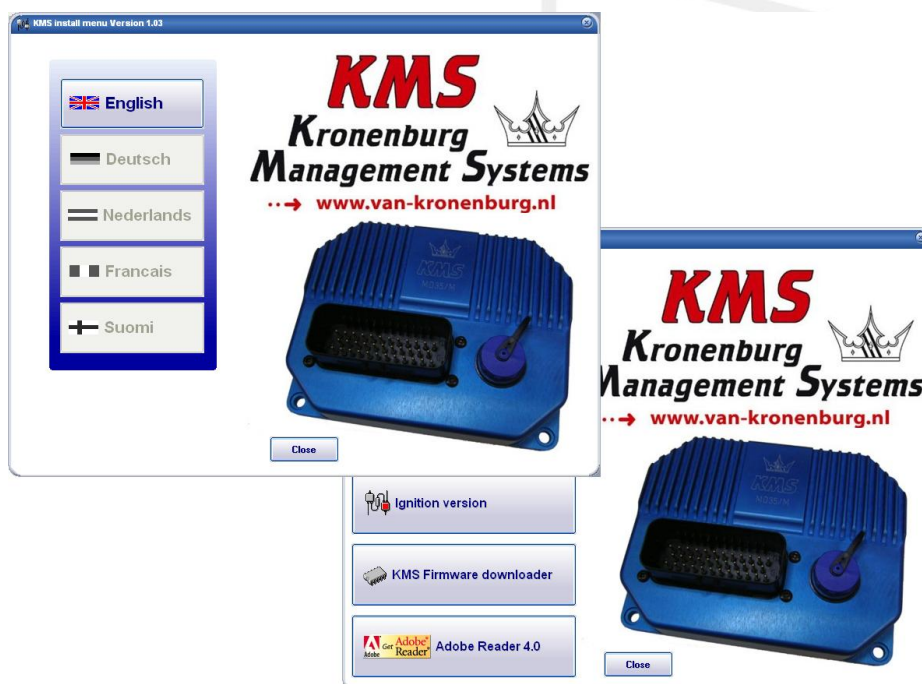 KMS install menu Version 1.03
English
Deutsch
Nederlands
Francais
Suomi
KMS
Kronenburg
Management Systems
www.van-kronenburg.nl
KMS
Close
KMS
Kronenburg
Management Systems
www.van-kronenburg.nl
KMS
Ignition version
KMS Firmware downloader
Adobe
Get Adobe®
Reader®
Adobe Reader 4.0
Close